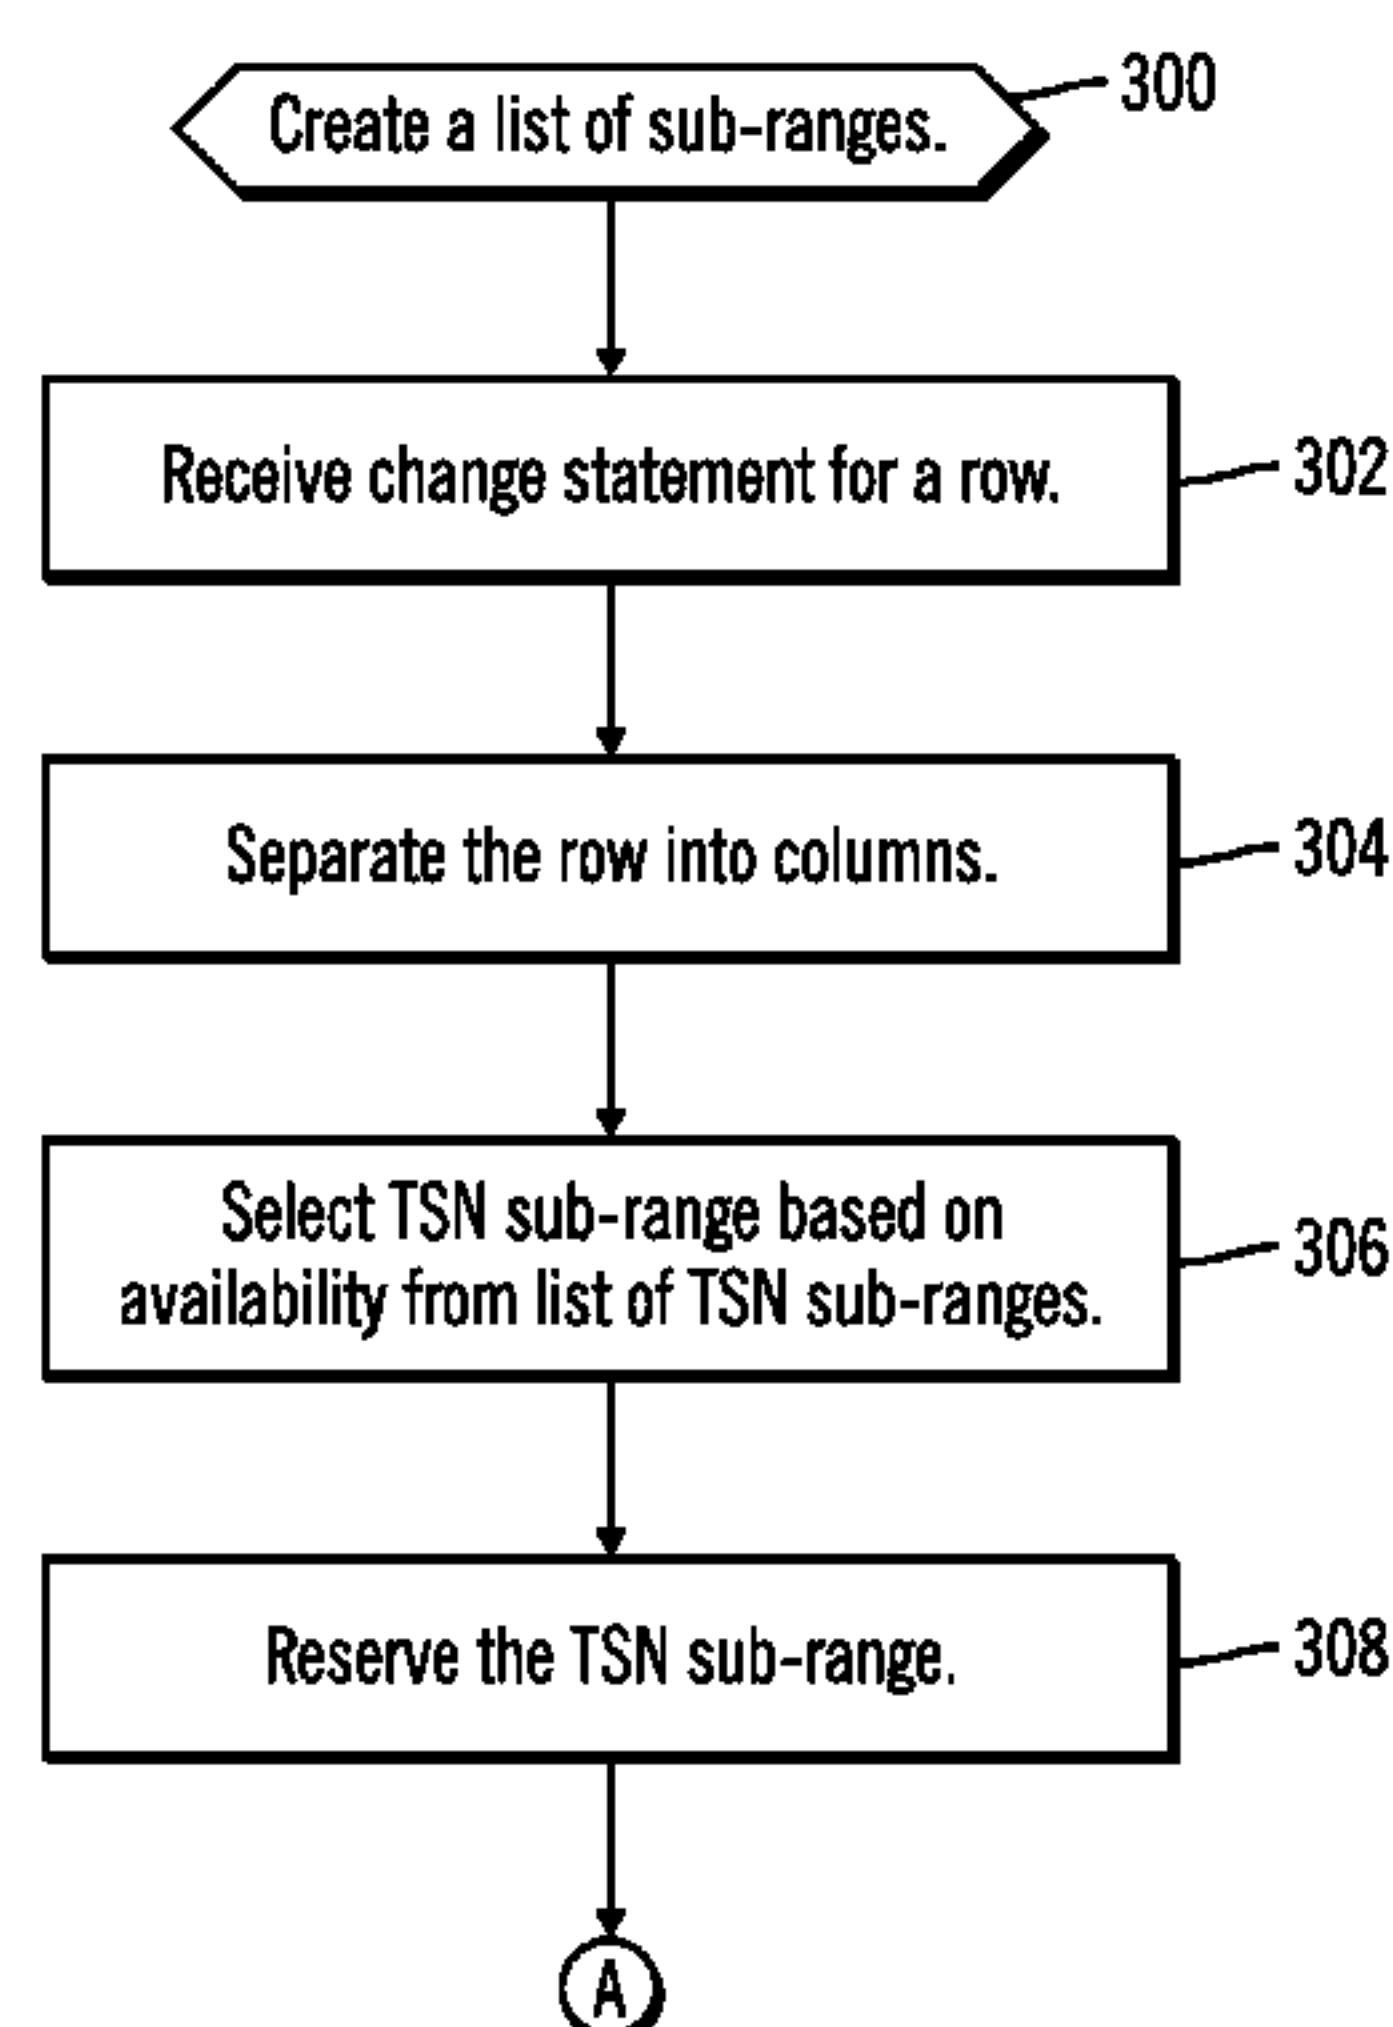 Create a list of sub-ranges.
300
Receive change statement for a row.
302
Separate the row into columns.
304
Select TSN sub-range based on
availability from list of TSN sub-ranges.
306
Reserve the TSN sub-range.
308
A